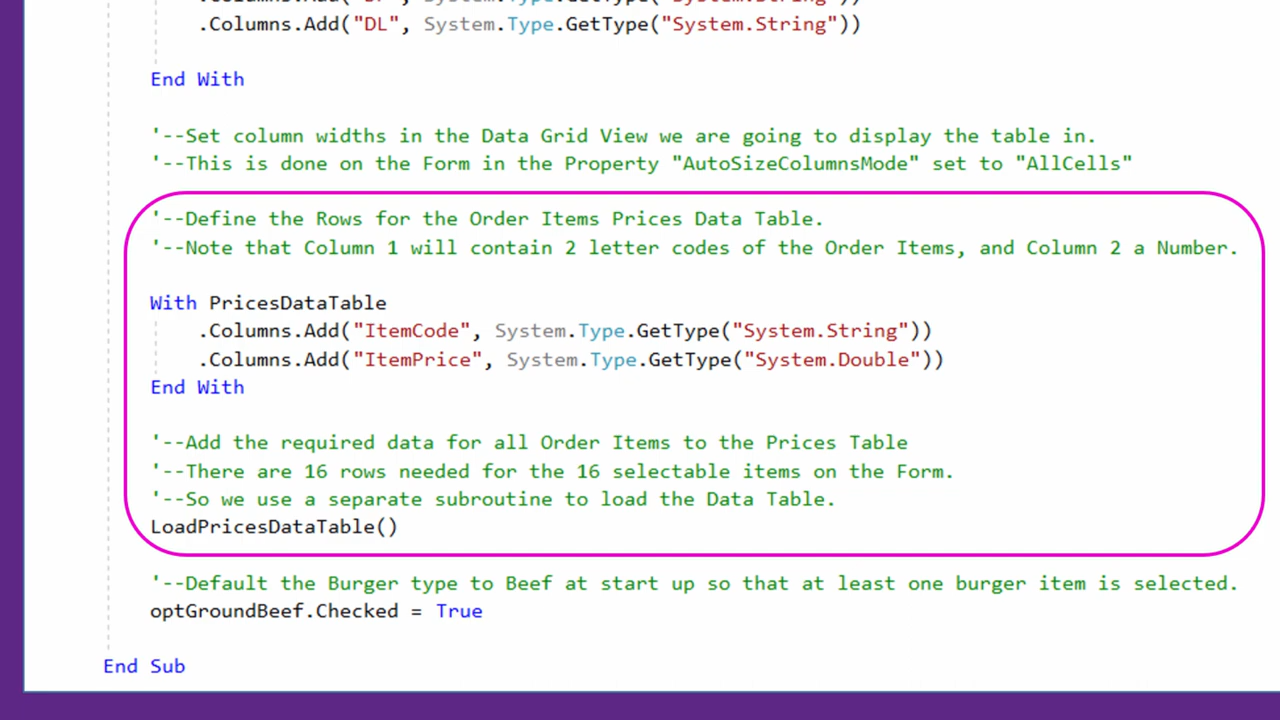 .Columns.Add("DL", System.Type.GetType("System.String"))
End With
'--Set column widths in the Data Grid View we are going to display the table in.
'--This is done on the Form in the Property "AutoSizeColumnsMode" set to "AllCells"
'--Define the Rows for the Order Items Prices Data Table.
'--Note that Column 1 will contain 2 letter codes of the Order Items, and Column 2 a Number.
With PricesDataTable
.Columns.Add("ItemCode", System.Type.GetType("System.String"))
.Columns.Add("ItemPrice", System.Type.GetType("System.Double"))
End With
'--Add the required data for all Order Items to the Prices Table
'--There are 16 rows needed for the 16 selectable items on the Form.
'--So we use a separate subroutine to load the Data Table.
LoadPricesDataTable()
'--Default the Burger type to Beef at start up so that at least one burger item is selected.
optGroundBeef.Checked = True
End Sub